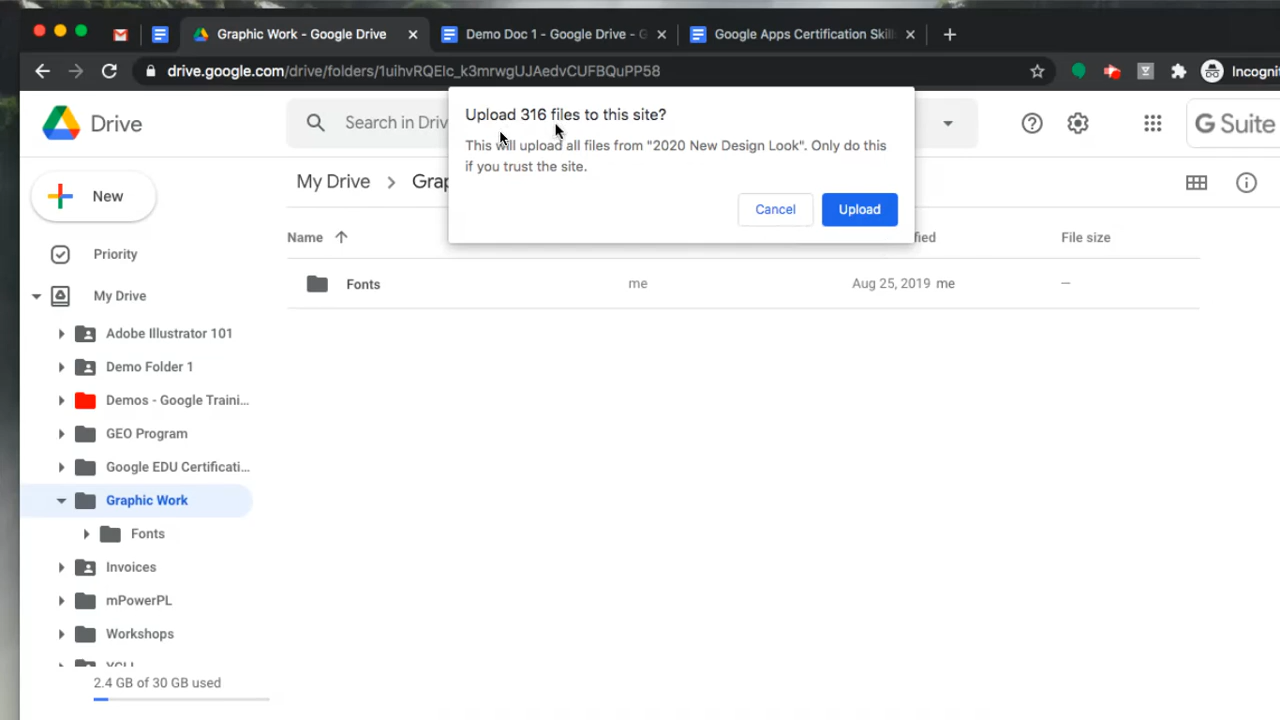 Graphic Work - Google Drive
Demo Doc 1 - Google Drive - G
Google Apps Certification Skil
drive.google.com/drive/folders/1uihvRQEIc_k3mrwgUJAedvCUFBQuPP58
Incogni
Drive
Search in Driv
G Suite
Upload 316 files to this site?
This will upload all files from "2020 New Design Look". Only do this
if you trust the site.
Cancel
Upload
My Drive
Grap
New
Name
fied
File size
Fonts
me
Aug 25, 2019 me
—
Priority
My Drive
Adobe Illustrator 101
Demo Folder 1
Demos - Google Traini...
GEO Program
Google EDU Certificati...
Graphic Work
Fonts
Invoices
mPowerPL
Workshops
2.4 GB of 30 GB used